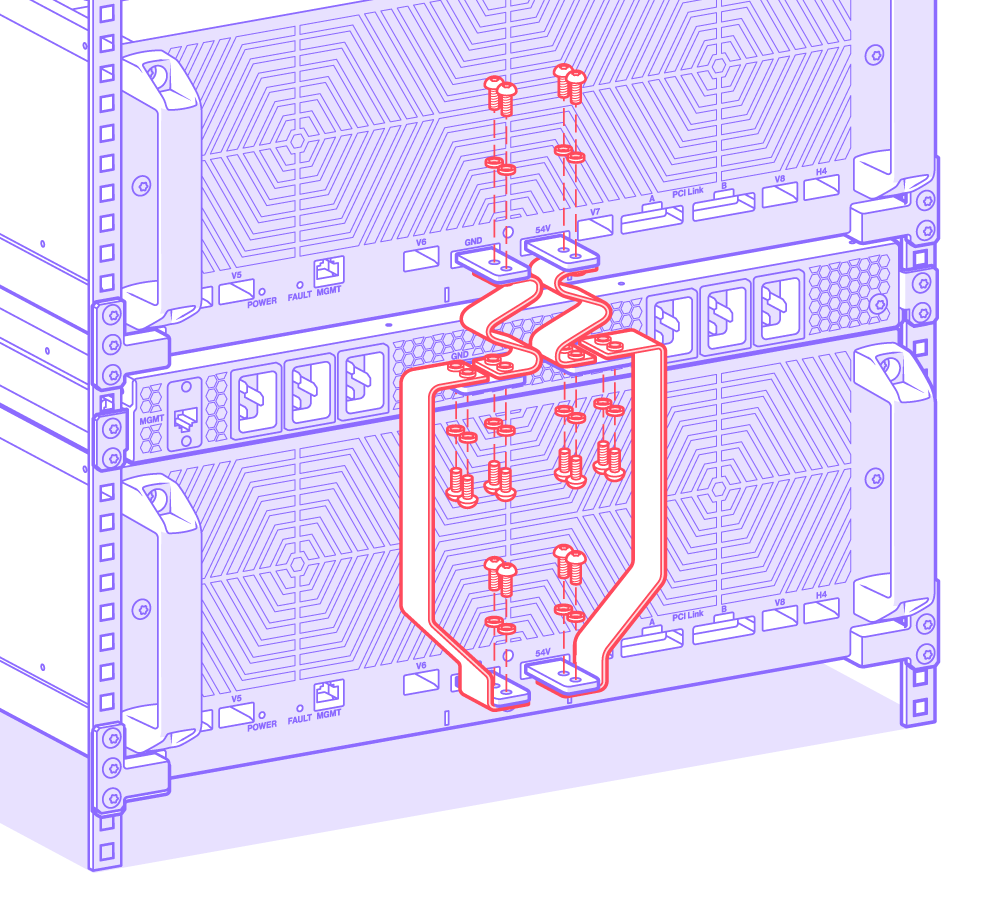 H4
V8
PCI Link
B
A
V7
54V
GND
V6
V5
MGMT
FAULT
POWER
GND
MGMT
H4
V8
PCI Link
B
A
54V
V6
V5
MGMT
FAULT
POWER